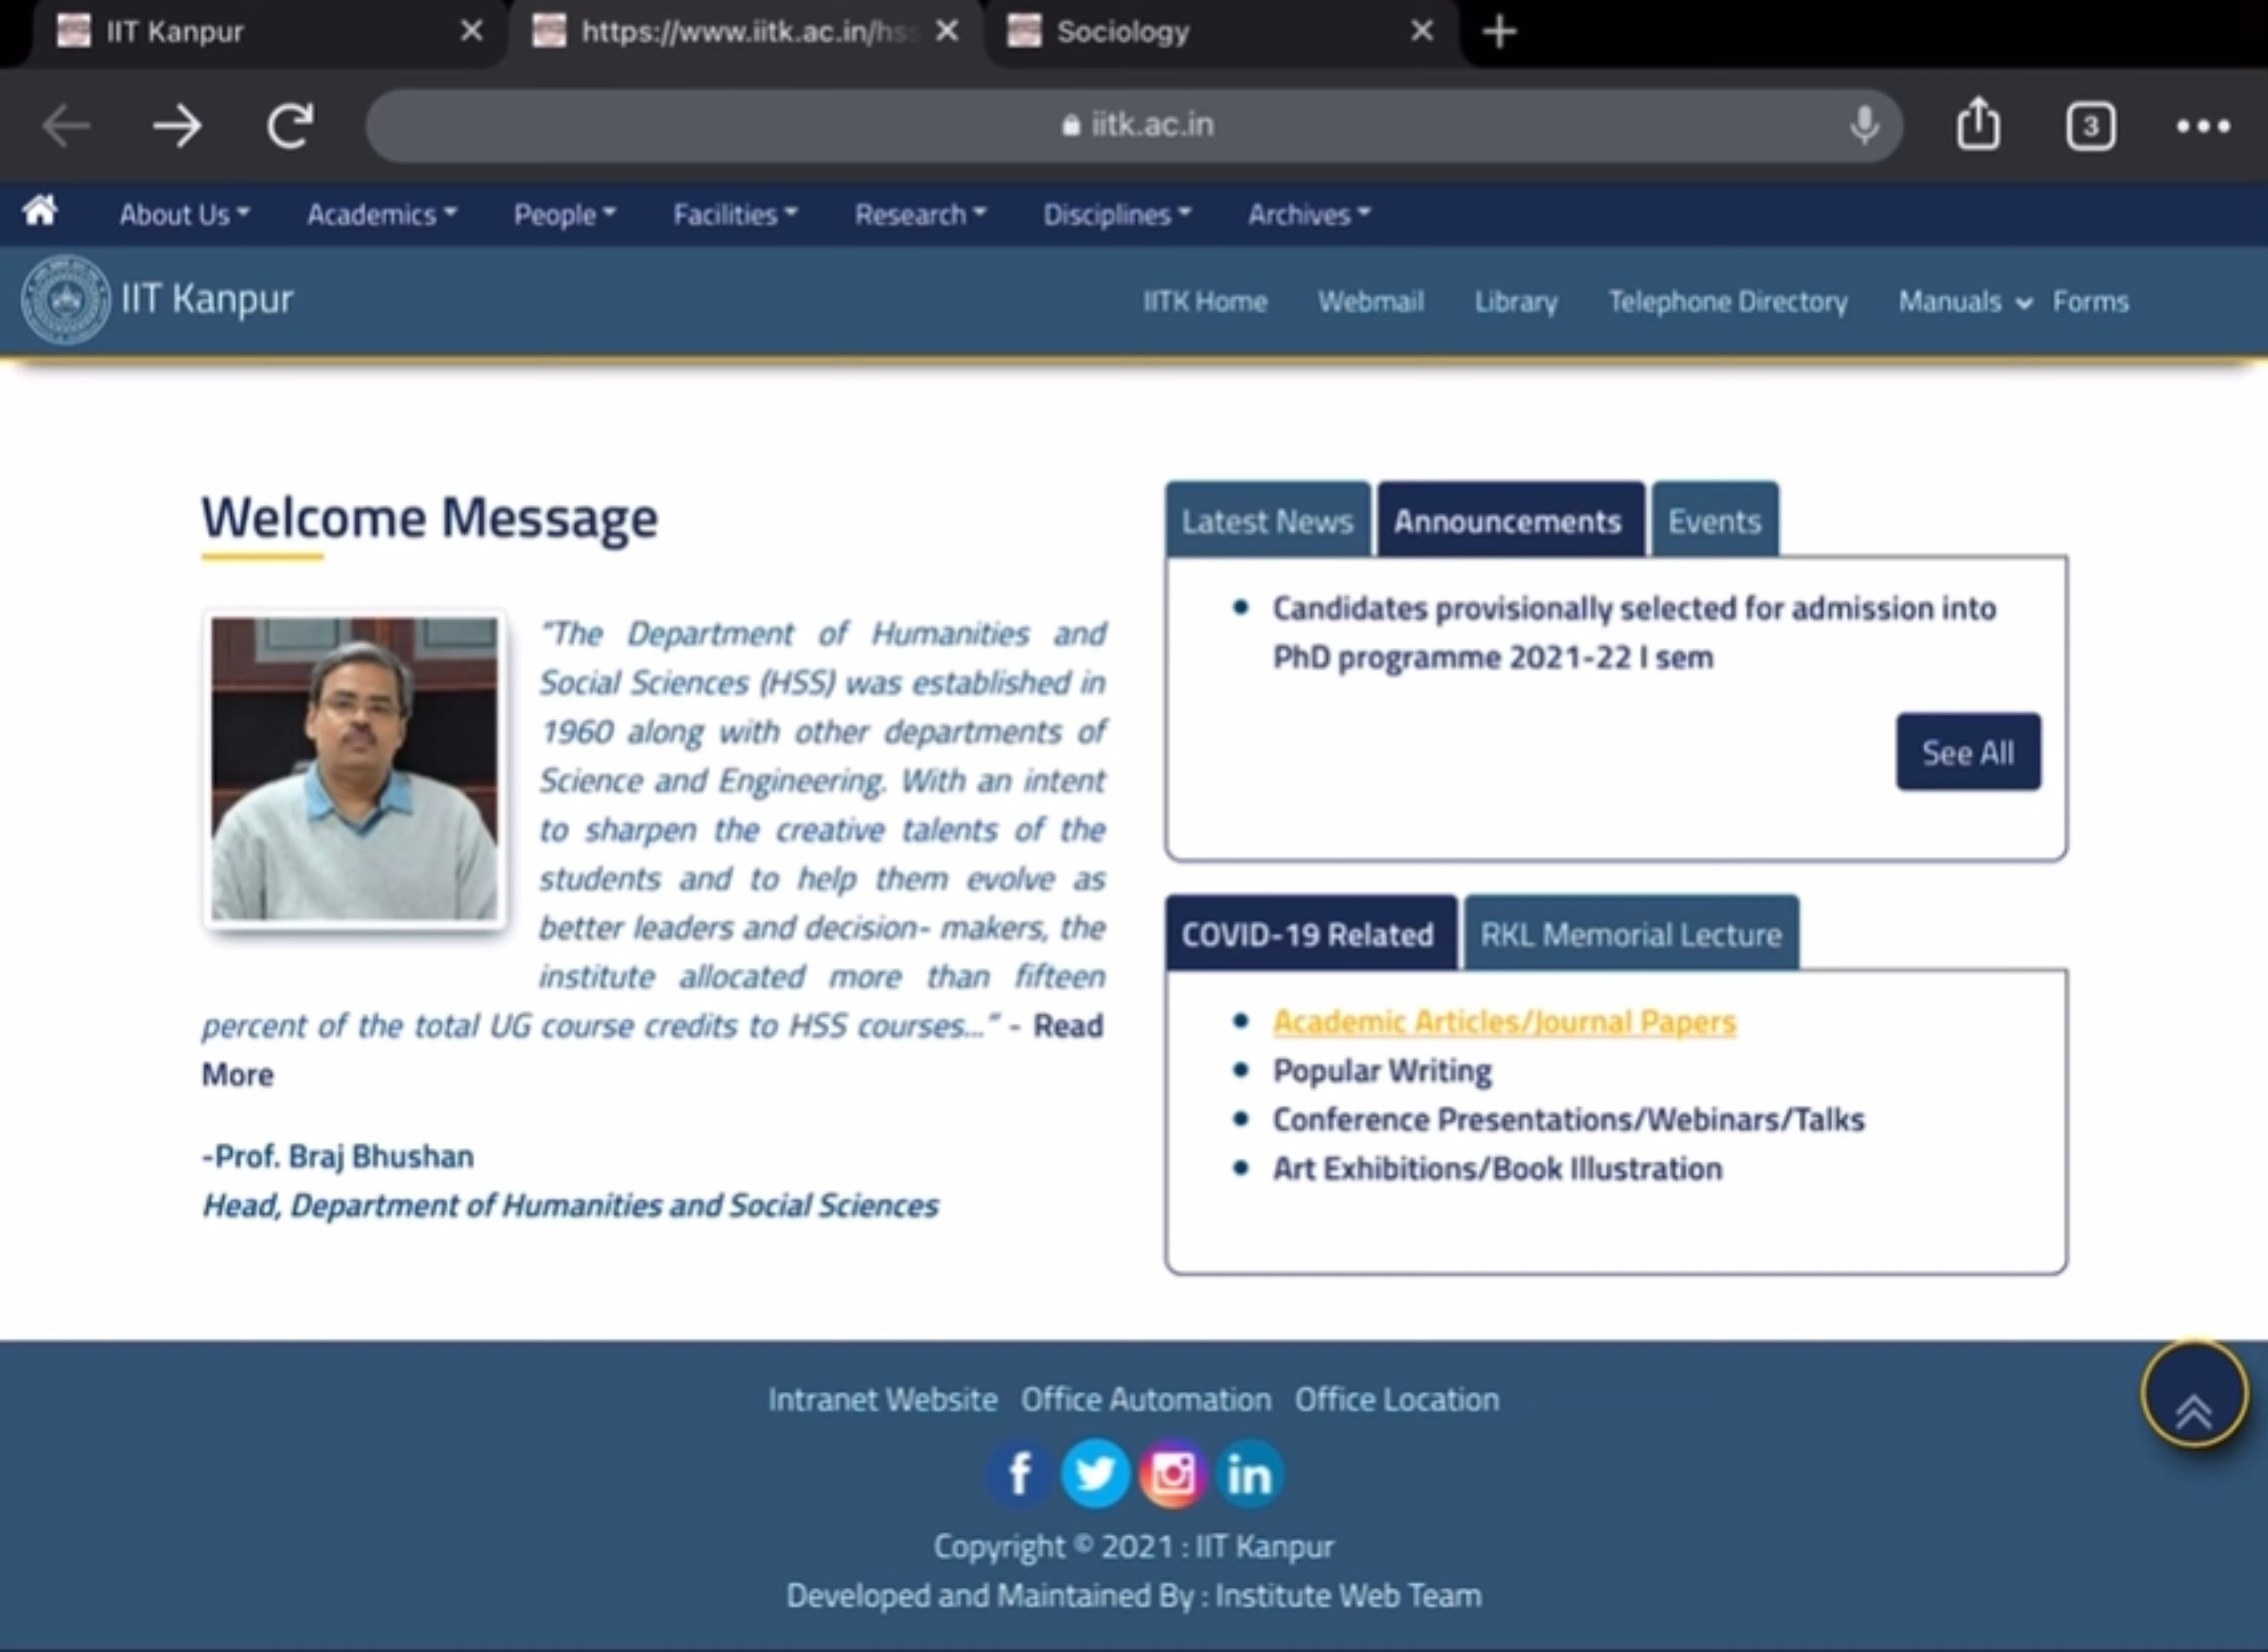 IIT Kanpur
https://www.iitk.ac.in/hss
Sociology
iitk.ac.in
3
About Us
Academics
People
Facilities
Research
Disciplines
Archives
IIT Kanpur
IITK Home
Webmail
Library
Telephone Directory
Manuals
Forms
Welcome Message
"The Department of Humanities and
Social Sciences (HSS) was established in
1960 along with other departments of
Science and Engineering. With an intent
to sharpen the creative talents of the
students and to help them evolve as
better leaders and decision- makers, the
institute allocated more than fifteen
percent of the total UG course credits to HSS courses..." - Read
More
-Prof. Braj Bhushan
Head, Department of Humanities and Social Sciences
Latest News
Announcements
Events
Candidates provisionally selected for admission into
PhD programme 2021-22 I sem
See All
COVID-19 Related
RKL Memorial Lecture
Academic Articles/Journal Papers
Popular Writing
Conference Presentations/Webinars/Talks
Art Exhibitions/Book Illustration
Intranet Website Office Automation Office Location
Copyright © 2021 : IIT Kanpur
Developed and Maintained By : Institute Web Team